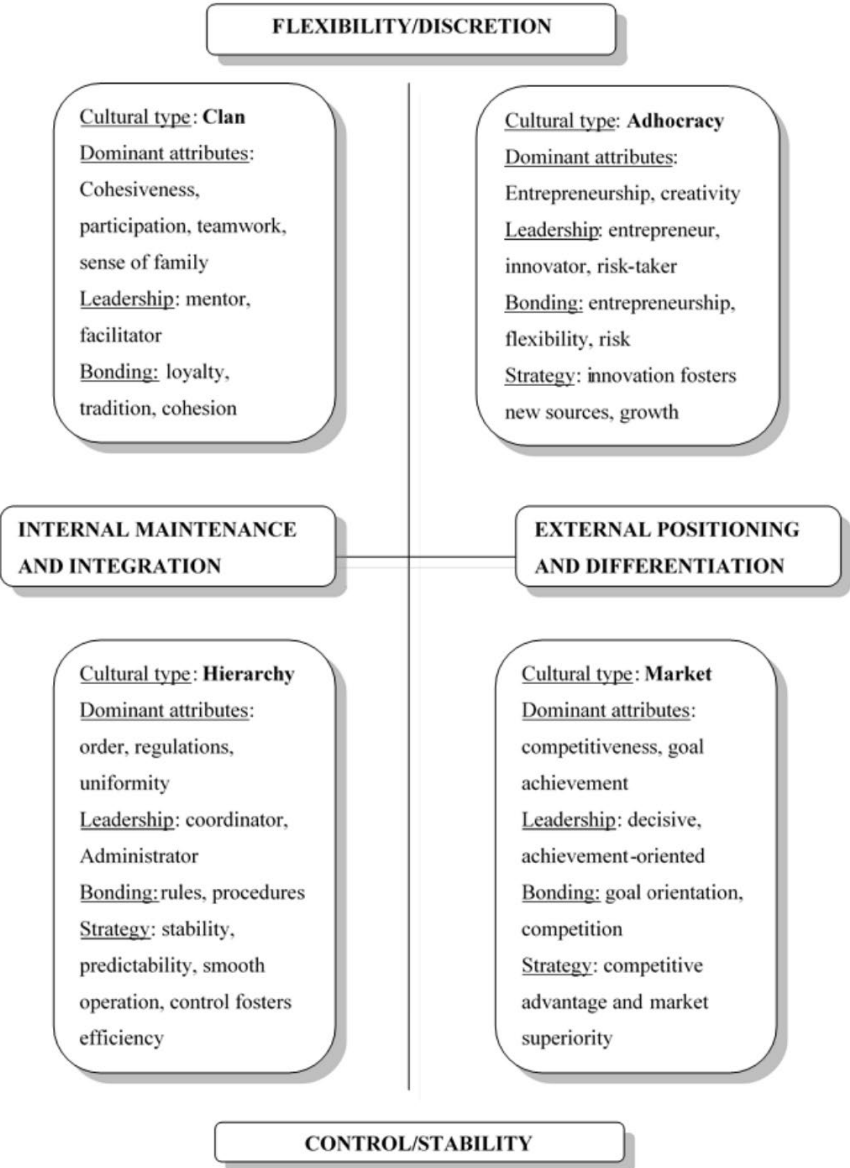 FLEXIBILITY/DISCRETION
Cultural type: Clan
Dominant attributes:
Cohesiveness,
participation, teamwork,
sense of family
Leadership: mentor,
facilitator
Bonding: loyalty,
tradition, cohesion
Cultural type: Adhocracy
Dominant attributes:
Entrepreneurship, creativity
Leadership: entrepreneur,
innovator, risk-taker
Bonding: entrepreneurship,
flexibility, risk
Strategy: innovation fosters
new sources, growth
INTERNAL MAINTENANCE
AND INTEGRATION
EXTERNAL POSITIONING
AND DIFFERENTIATION
Cultural type: Hierarchy
Dominant attributes:
order, regulations,
uniformity
Leadership: coordinator,
Administrator
Bonding: rules, procedures
Strategy: stability,
predictability, smooth
operation, control fosters
efficiency
Cultural type: Market
Dominant attributes:
competitiveness, goal
achievement
Leadership: decisive,
achievement-oriented
Bonding: goal orientation,
competition
Strategy: competitive
advantage and market
superiority
CONTROL/STABILITY